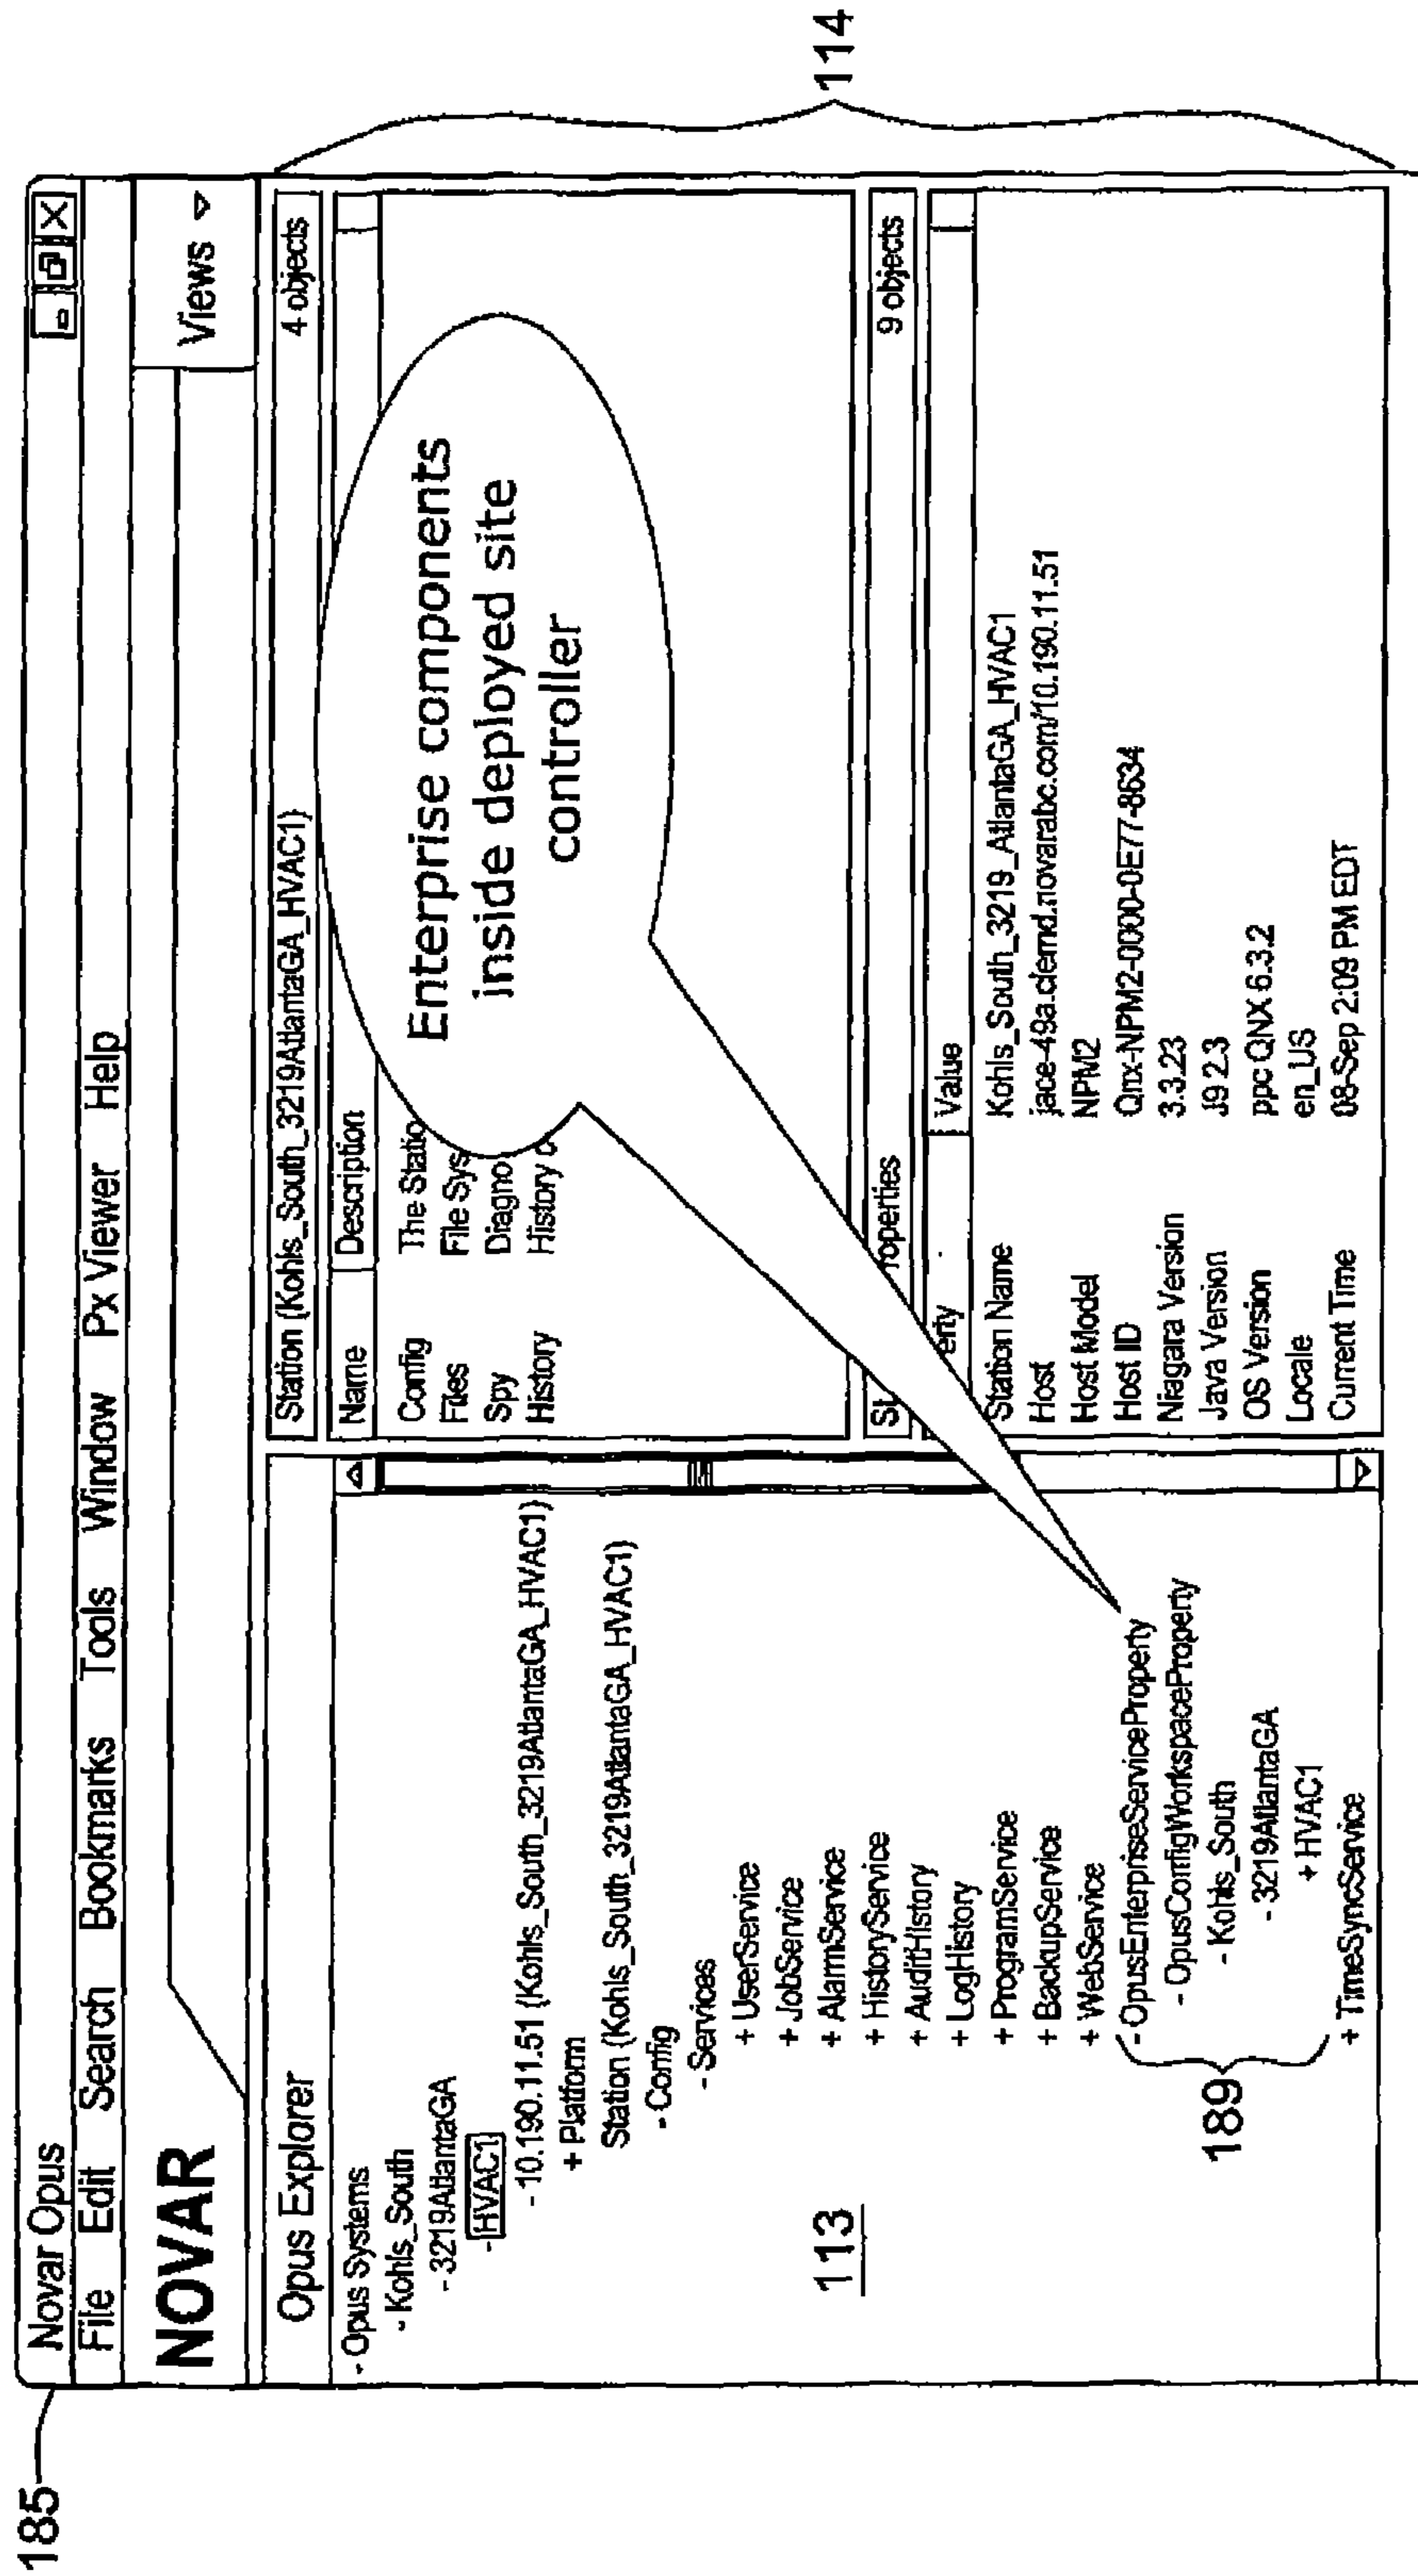 185
Novar Opus
File Edit Search Bookmarks Tools Window Px Viewer Help
NOVAR
Views
Opus Explorer
- Opus Systems
- Kohls_South
- 3219AtlantaGA
- HVAC1
- 10.190.11.51 (Kohls_South_3219AtlantaGA_HVAC1)
+ Platform
Station (Kohls_South_3219AtlantaGA_HVAC1)
- Config
- Services
+ UserService
+ JobService
+ AlarmService
+ HistoryService
+ AuditHistory
+ LogHistory
+ ProgramService
+ BackupService
+ WebService
- OpusEnterpriseServiceProperty
- OpusConfigWorkspaceProperty
- Kohls_South
- 3219AtlantaGA
+ HVAC1
+ TimeSyncService
113
189
Station (Kohls_South_3219AtlantaGA_HVAC1) 4 objects
Name Description
Config The Statio
Files File Sys
Spy Diagno
History History
Enterprise components
inside deployed site
controller
St roperties 9 objects
erty Value
Station Name Kohls_South_3219_AtlantaGA_HVAC1
Host jace-49a.clemd.novarabc.com/10.190.11.51
Host Model NPM2
Host ID Qnx-NPM2-0000-0E77-8634
Niagara Version 3.3.23
Java Version J9 2.3
OS Version ppc QNX 6.3.2
Locale en_US
Current Time 08-Sep 2:09 PM EDT
114